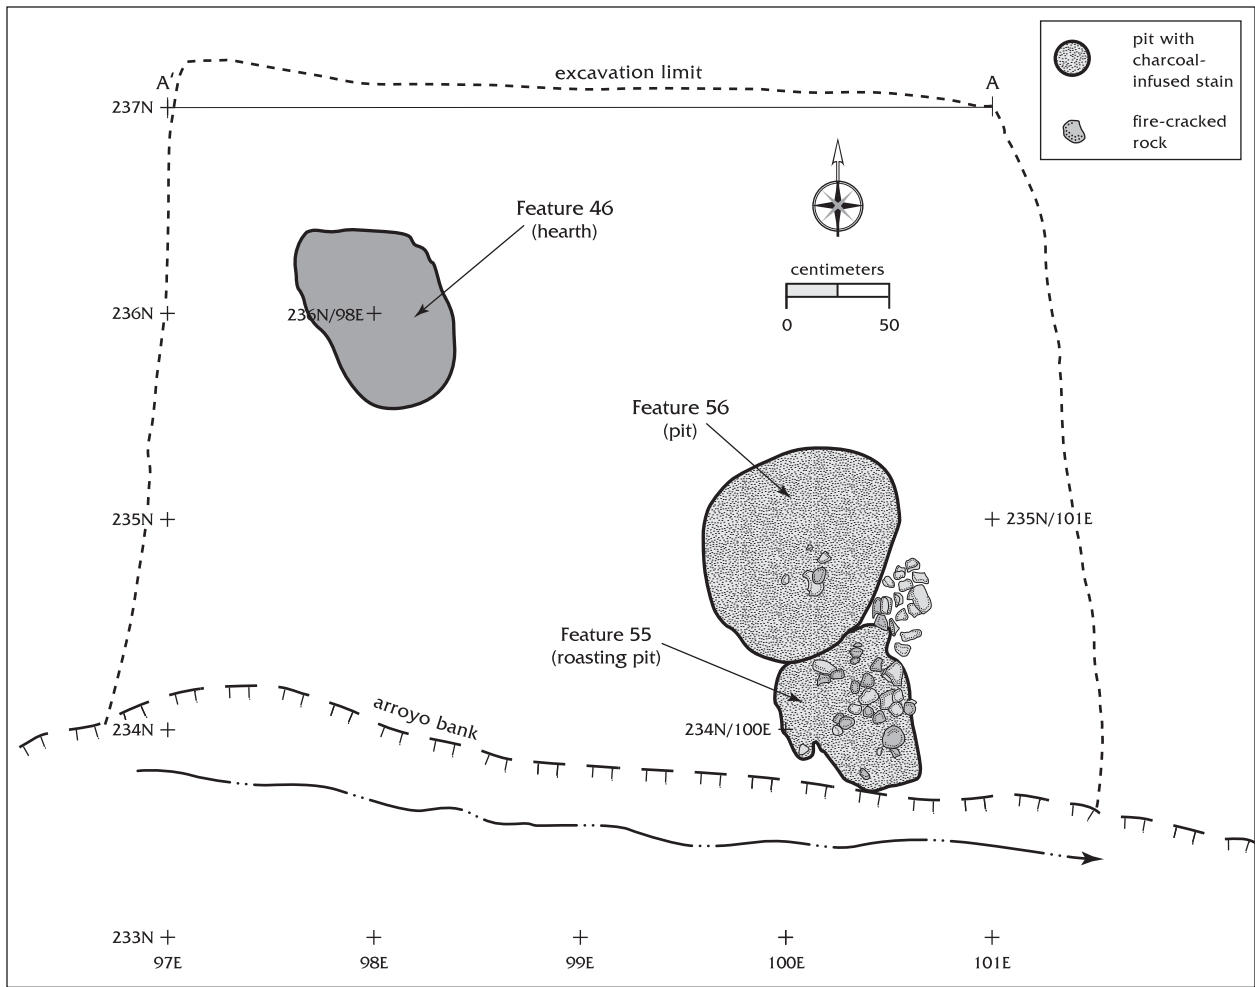 pit with
charcoal-
infused stain
fire-cracked
rock
A
excavation limit
A
237N
Feature 46
(hearth)
centimeters
0 50
236N
236N/98E
Feature 56
(pit)
235N
235N/101E
Feature 55
(roasting pit)
arroyo bank
234N
234N/100E
233N
97E 98E 99E 100E 101E